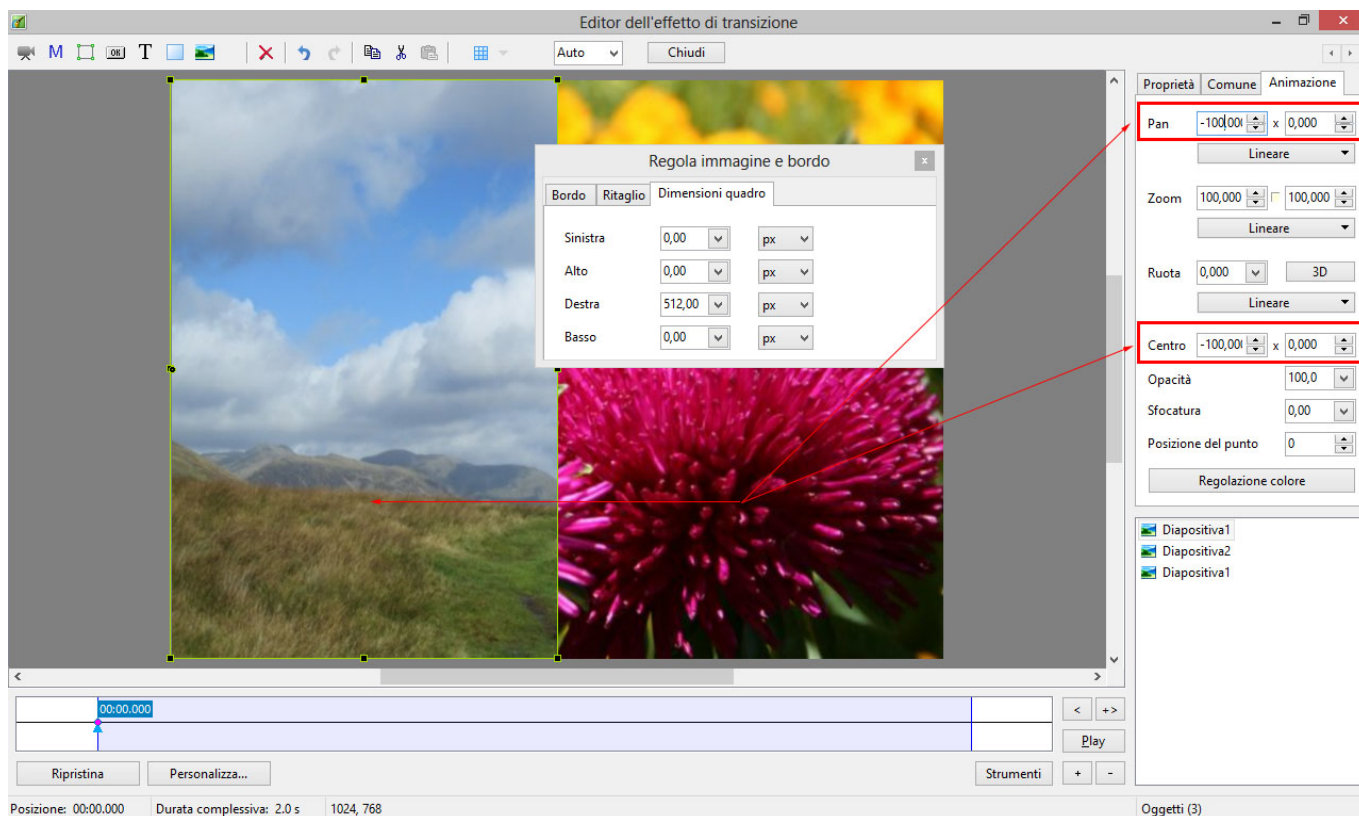 Editor dell'effetto di transizione
M OK T Auto Chiudi
Proprietà Comune Animazione
Pan -100,00 x 0,000
Lineare
Zoom 100,000 100,000
Lineare
Ruota 0,000 3D
Lineare
Centro -100,00 x 0,000
Opacità 100,0
Sfocatura 0,00
Posizione del punto 0
Regolazione colore
Regola immagine e bordo x
Bordo Ritaglio Dimensioni quadro
Sinistra 0,00 px
Alto 0,00 px
Destra 512,00 px
Basso 0,00 px
Diapositiva1
Diapositiva2
Diapositiva1
00:00.000
< +>
Play
Ripristina Personalizza... Strumenti + -
Posizione: 00:00.000 Durata complessiva: 2.0 s 1024, 768 Oggetti (3)